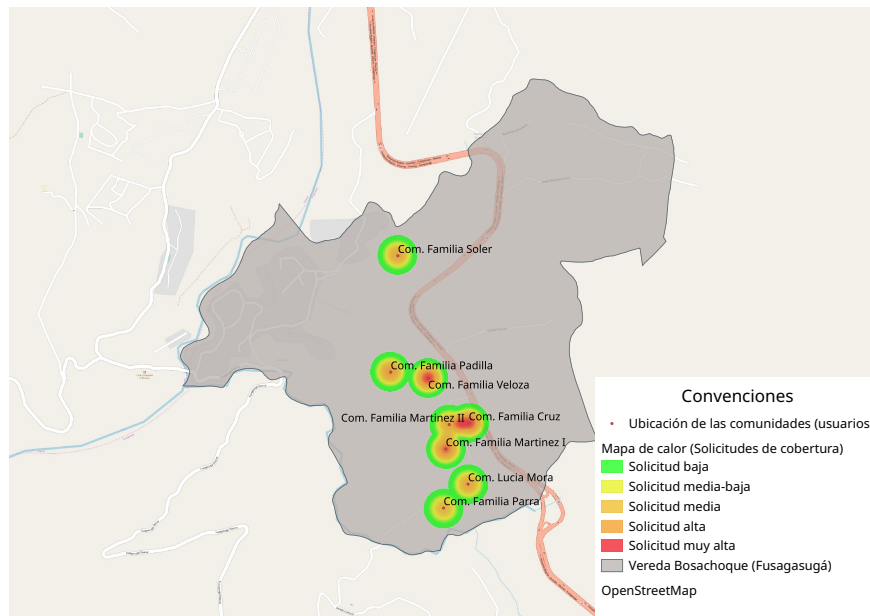 Com. Familia Soler
Com. Familia Padilla
Com. Familia Veloza
Com. Familia Martinez II
Com. Familia Cruz
Com. Familia Martinez I
Com. Lucia Mora
Com. Familia Parra
Convenciones
Ubicación de las comunidades (usuarios
Mapa de calor (Solicitudes de cobertura)
Solicitud baja
Solicitud media-baja
Solicitud media
Solicitud alta
Solicitud muy alta
Vereda Bosachoque (Fusagasugá)
OpenStreetMap